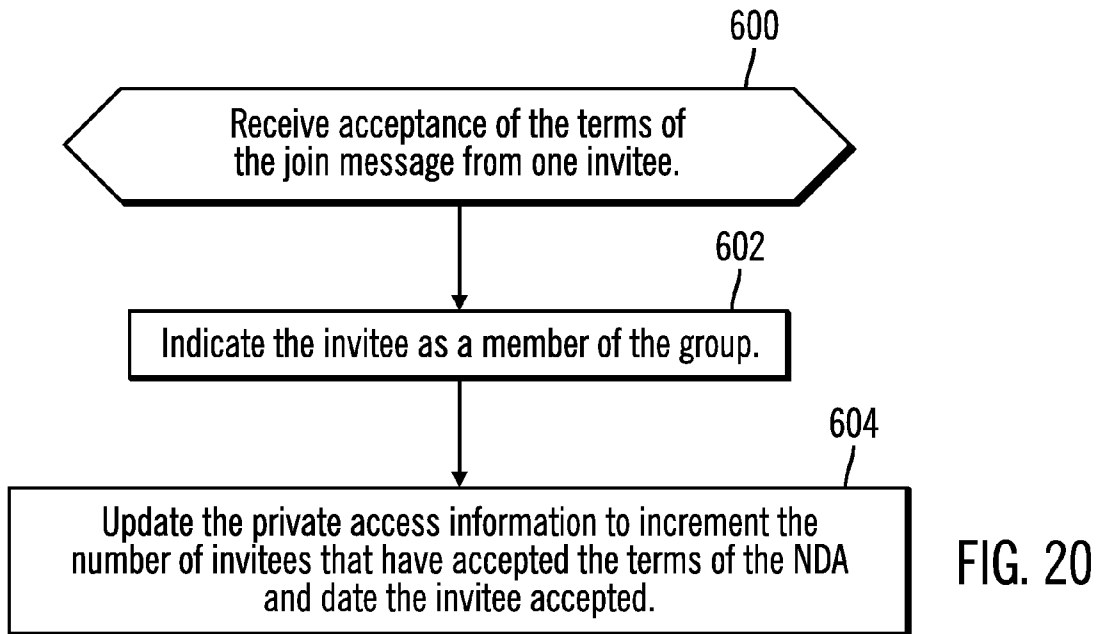 600
Receive acceptance of the terms of
the join message from one invitee.
602
Indicate the invitee as a member of the group.
604
Update the private access information to increment the
number of invitees that have accepted the terms of the NDA
and date the invitee accepted.
FIG. 20